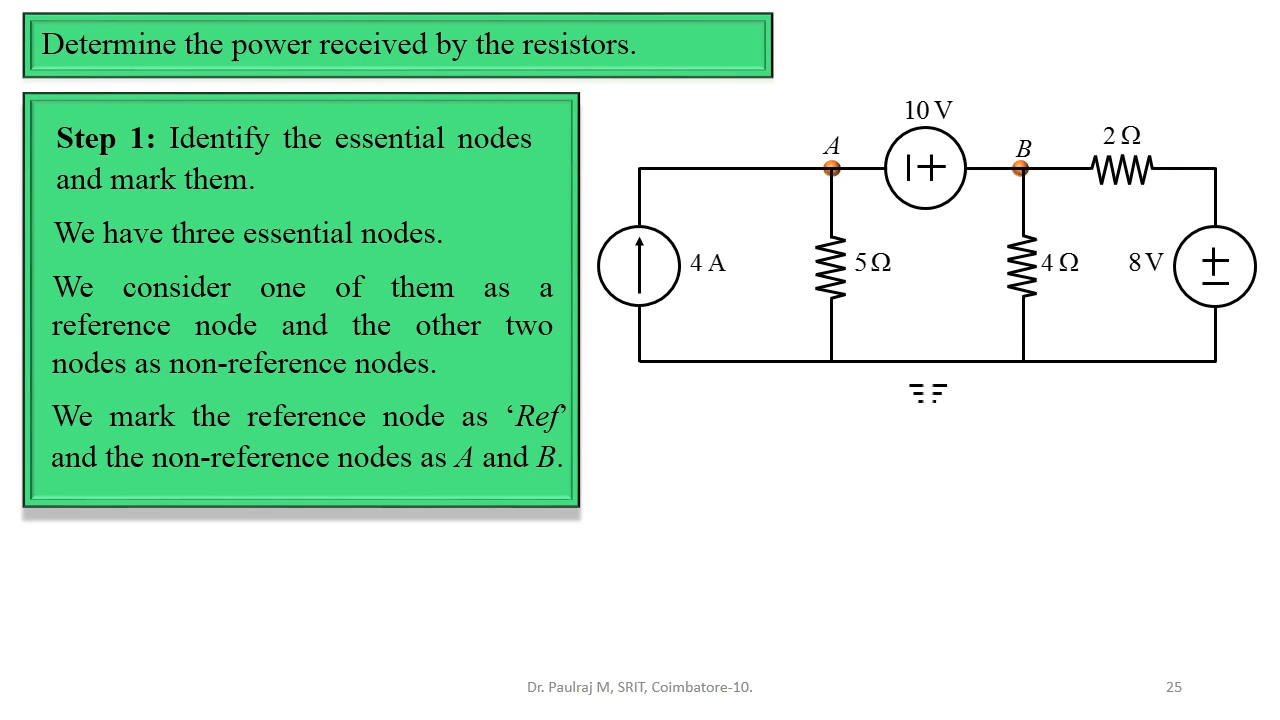 Determine the power received by the resistors.
Step 1: Identify the essential nodes
and mark them.
We have three essential nodes.
We consider one of them as a
reference node and the other two
nodes as non-reference nodes.
We mark the reference node as ‘Ref’
and the non-reference nodes as A and B.
10 V
A
B
2 Ω
4 A
5 Ω
4 Ω
8 V
Dr. Paulraj M, SRIT, Coimbatore-10.
25